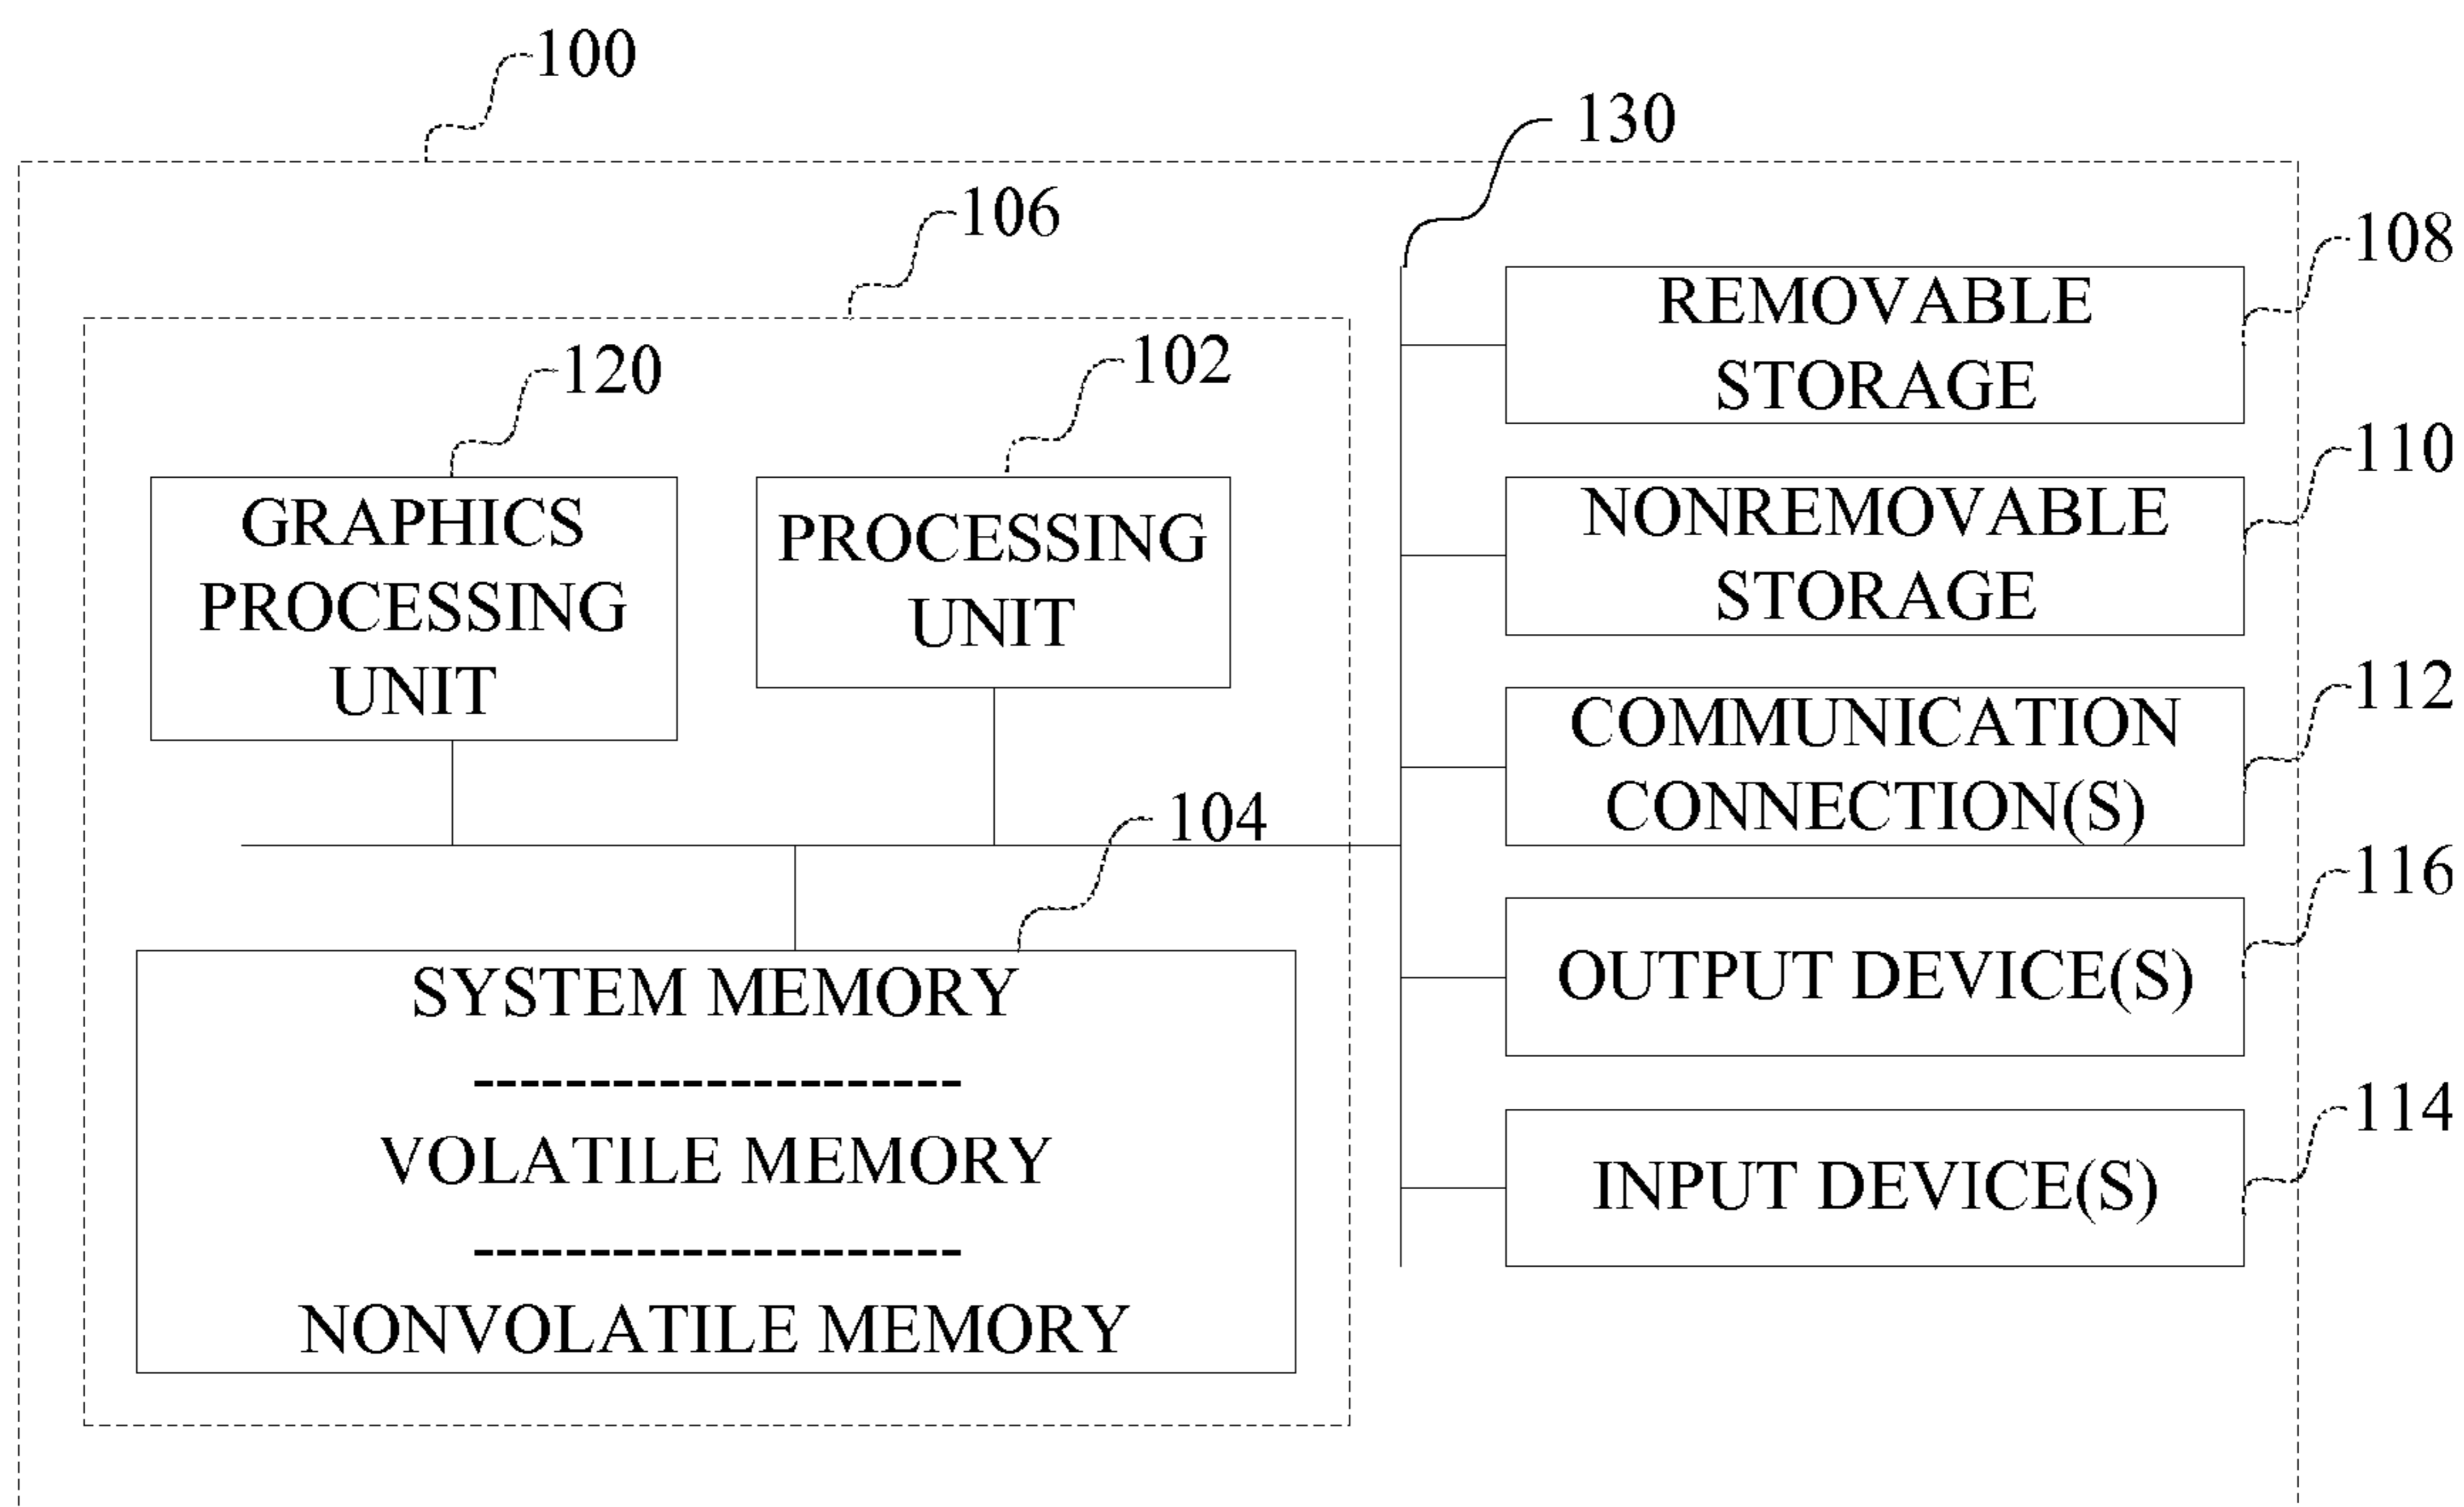 100
130
106
108
REMOVABLE
STORAGE
120
102
110
GRAPHICS
PROCESSING
UNIT
PROCESSING
UNIT
NONREMOVABLE
STORAGE
112
COMMUNICATION
CONNECTION(S)
104
116
SYSTEM MEMORY
---------------------
VOLATILE MEMORY
---------------------
NONVOLATILE MEMORY
OUTPUT DEVICE(S)
114
INPUT DEVICE(S)